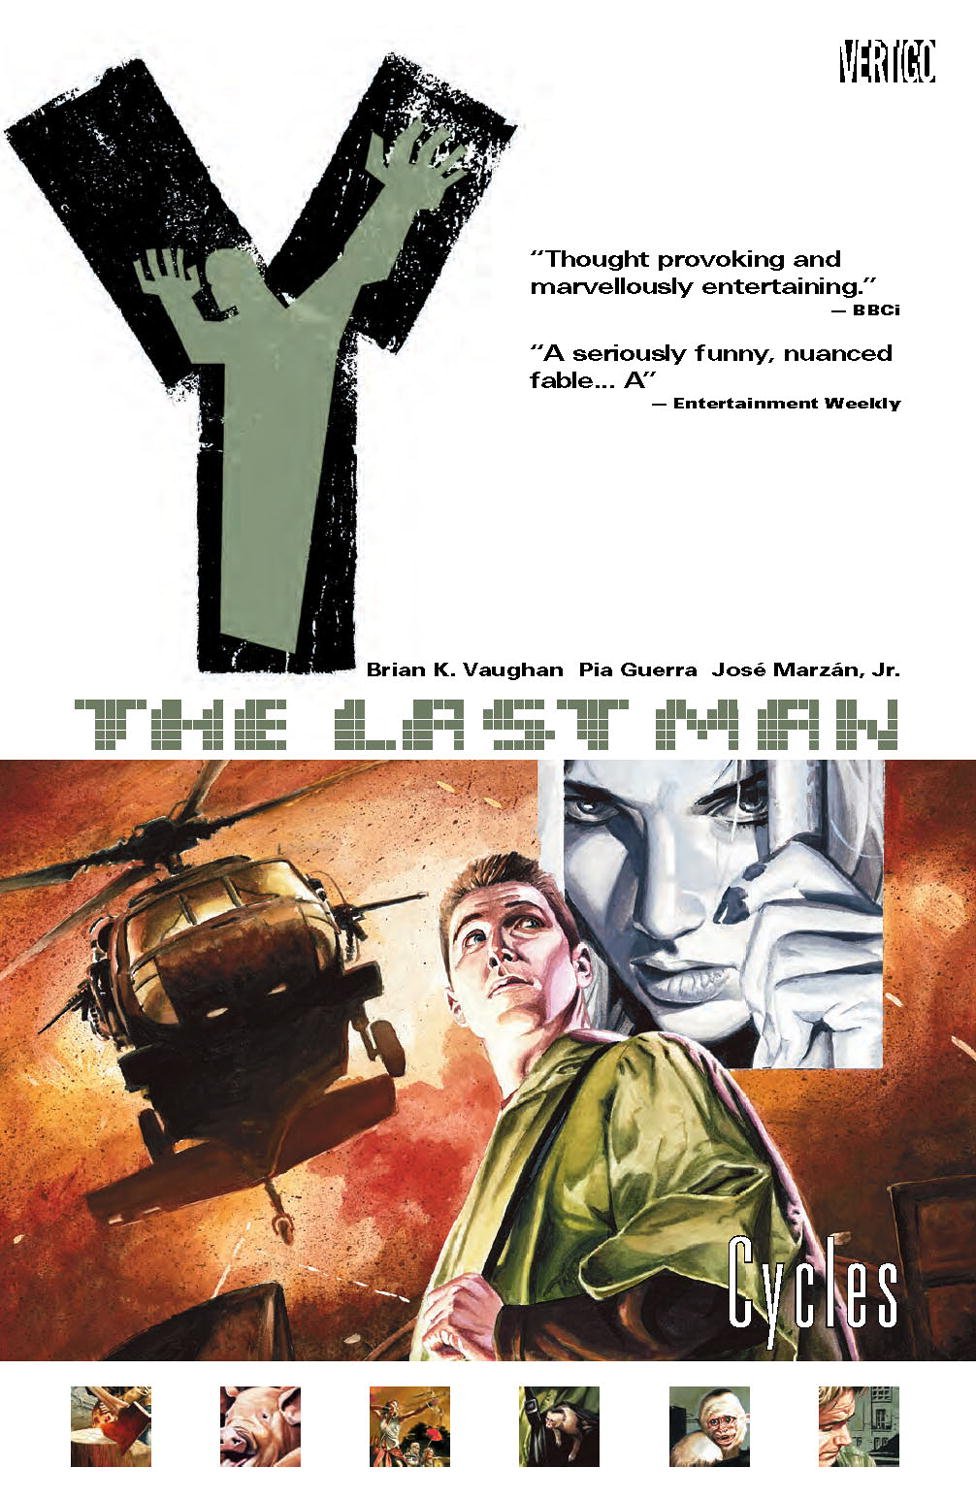 VERTIGO
Y
“Thought provoking and
marvellously entertaining.”
— BBCi
“A seriously funny, nuanced
fable... A”
— Entertainment Weekly
Brian K. Vaughan Pia Guerra José Marzán, Jr.
THE LAST MAN
Cycles